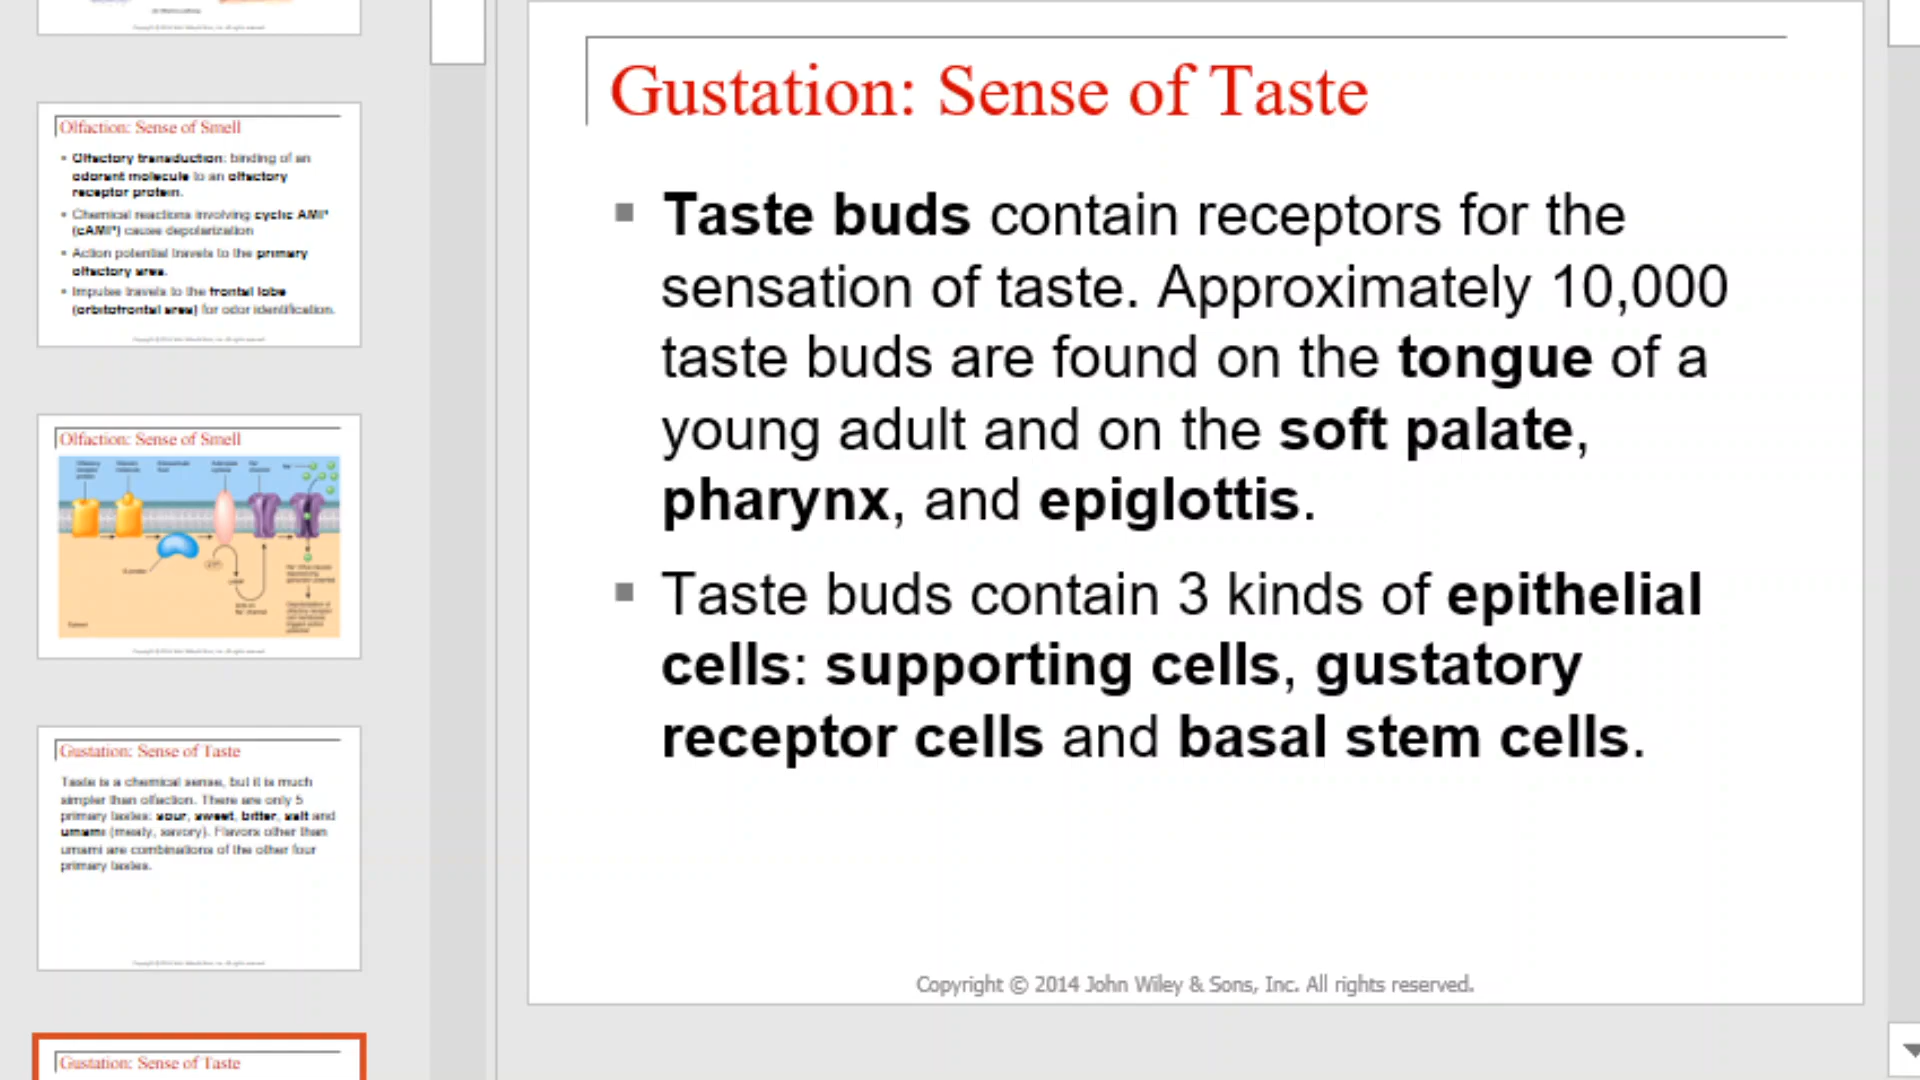 Olfaction: Sense of Smell
Olfactory transduction: binding of an
odorant molecule to an olfactory
receptor protein.
Chemical reactions involving cyclic AMP
(cAMP) cause depolarization
Action potential travels to the primary
olfactory area.
Impulse travels to the frontal lobe
(orbitofrontal area) for odor identification.
Olfaction: Sense of Smell
Gustation: Sense of Taste
Taste is a chemical sense, but it is much
simpler than olfaction. There are only 5
primary tastes: sour, sweet, bitter, salt and
umami (meaty, savory). Flavors other than
umami are combinations of the other four
primary tastes.
Gustation: Sense of Taste
Gustation: Sense of Taste
▪ Taste buds contain receptors for the
sensation of taste. Approximately 10,000
taste buds are found on the tongue of a
young adult and on the soft palate,
pharynx, and epiglottis.
▪ Taste buds contain 3 kinds of epithelial
cells: supporting cells, gustatory
receptor cells and basal stem cells.
Copyright © 2014 John Wiley & Sons, Inc. All rights reserved.